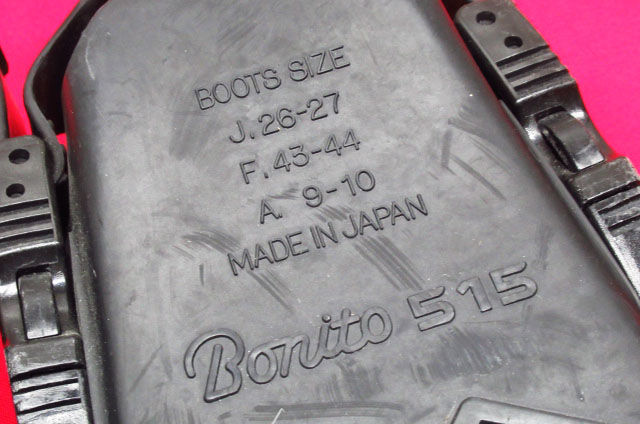 BOOTS SIZE
J.26-27
F.43-44
A. 9-10
MADE IN JAPAN
Bonito 515